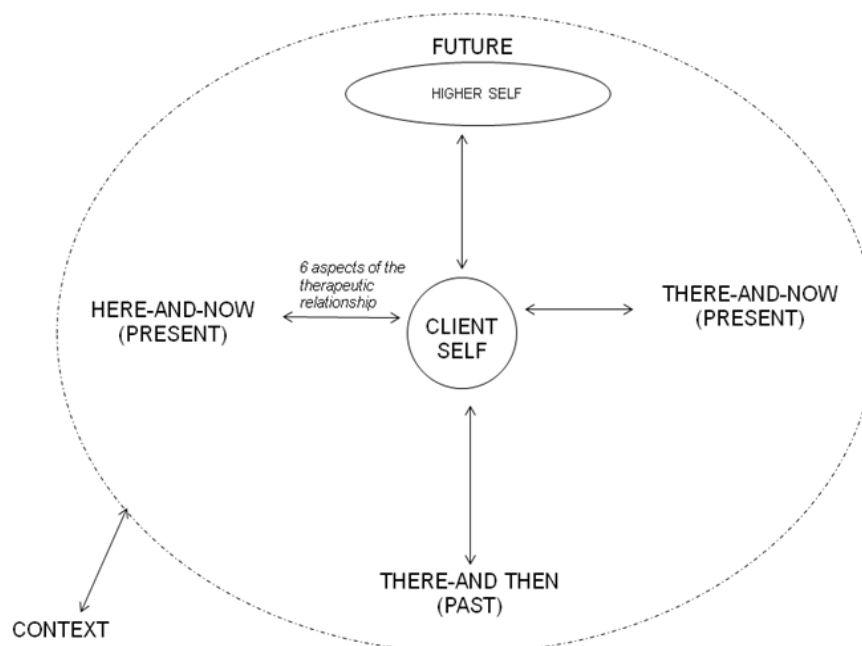 FUTURE
HIGHER SELF
6 aspects of the
therapeutic
relationship
HERE-AND-NOW
(PRESENT)
CLIENT
SELF
THERE-AND-NOW
(PRESENT)
THERE-AND THEN
(PAST)
CONTEXT